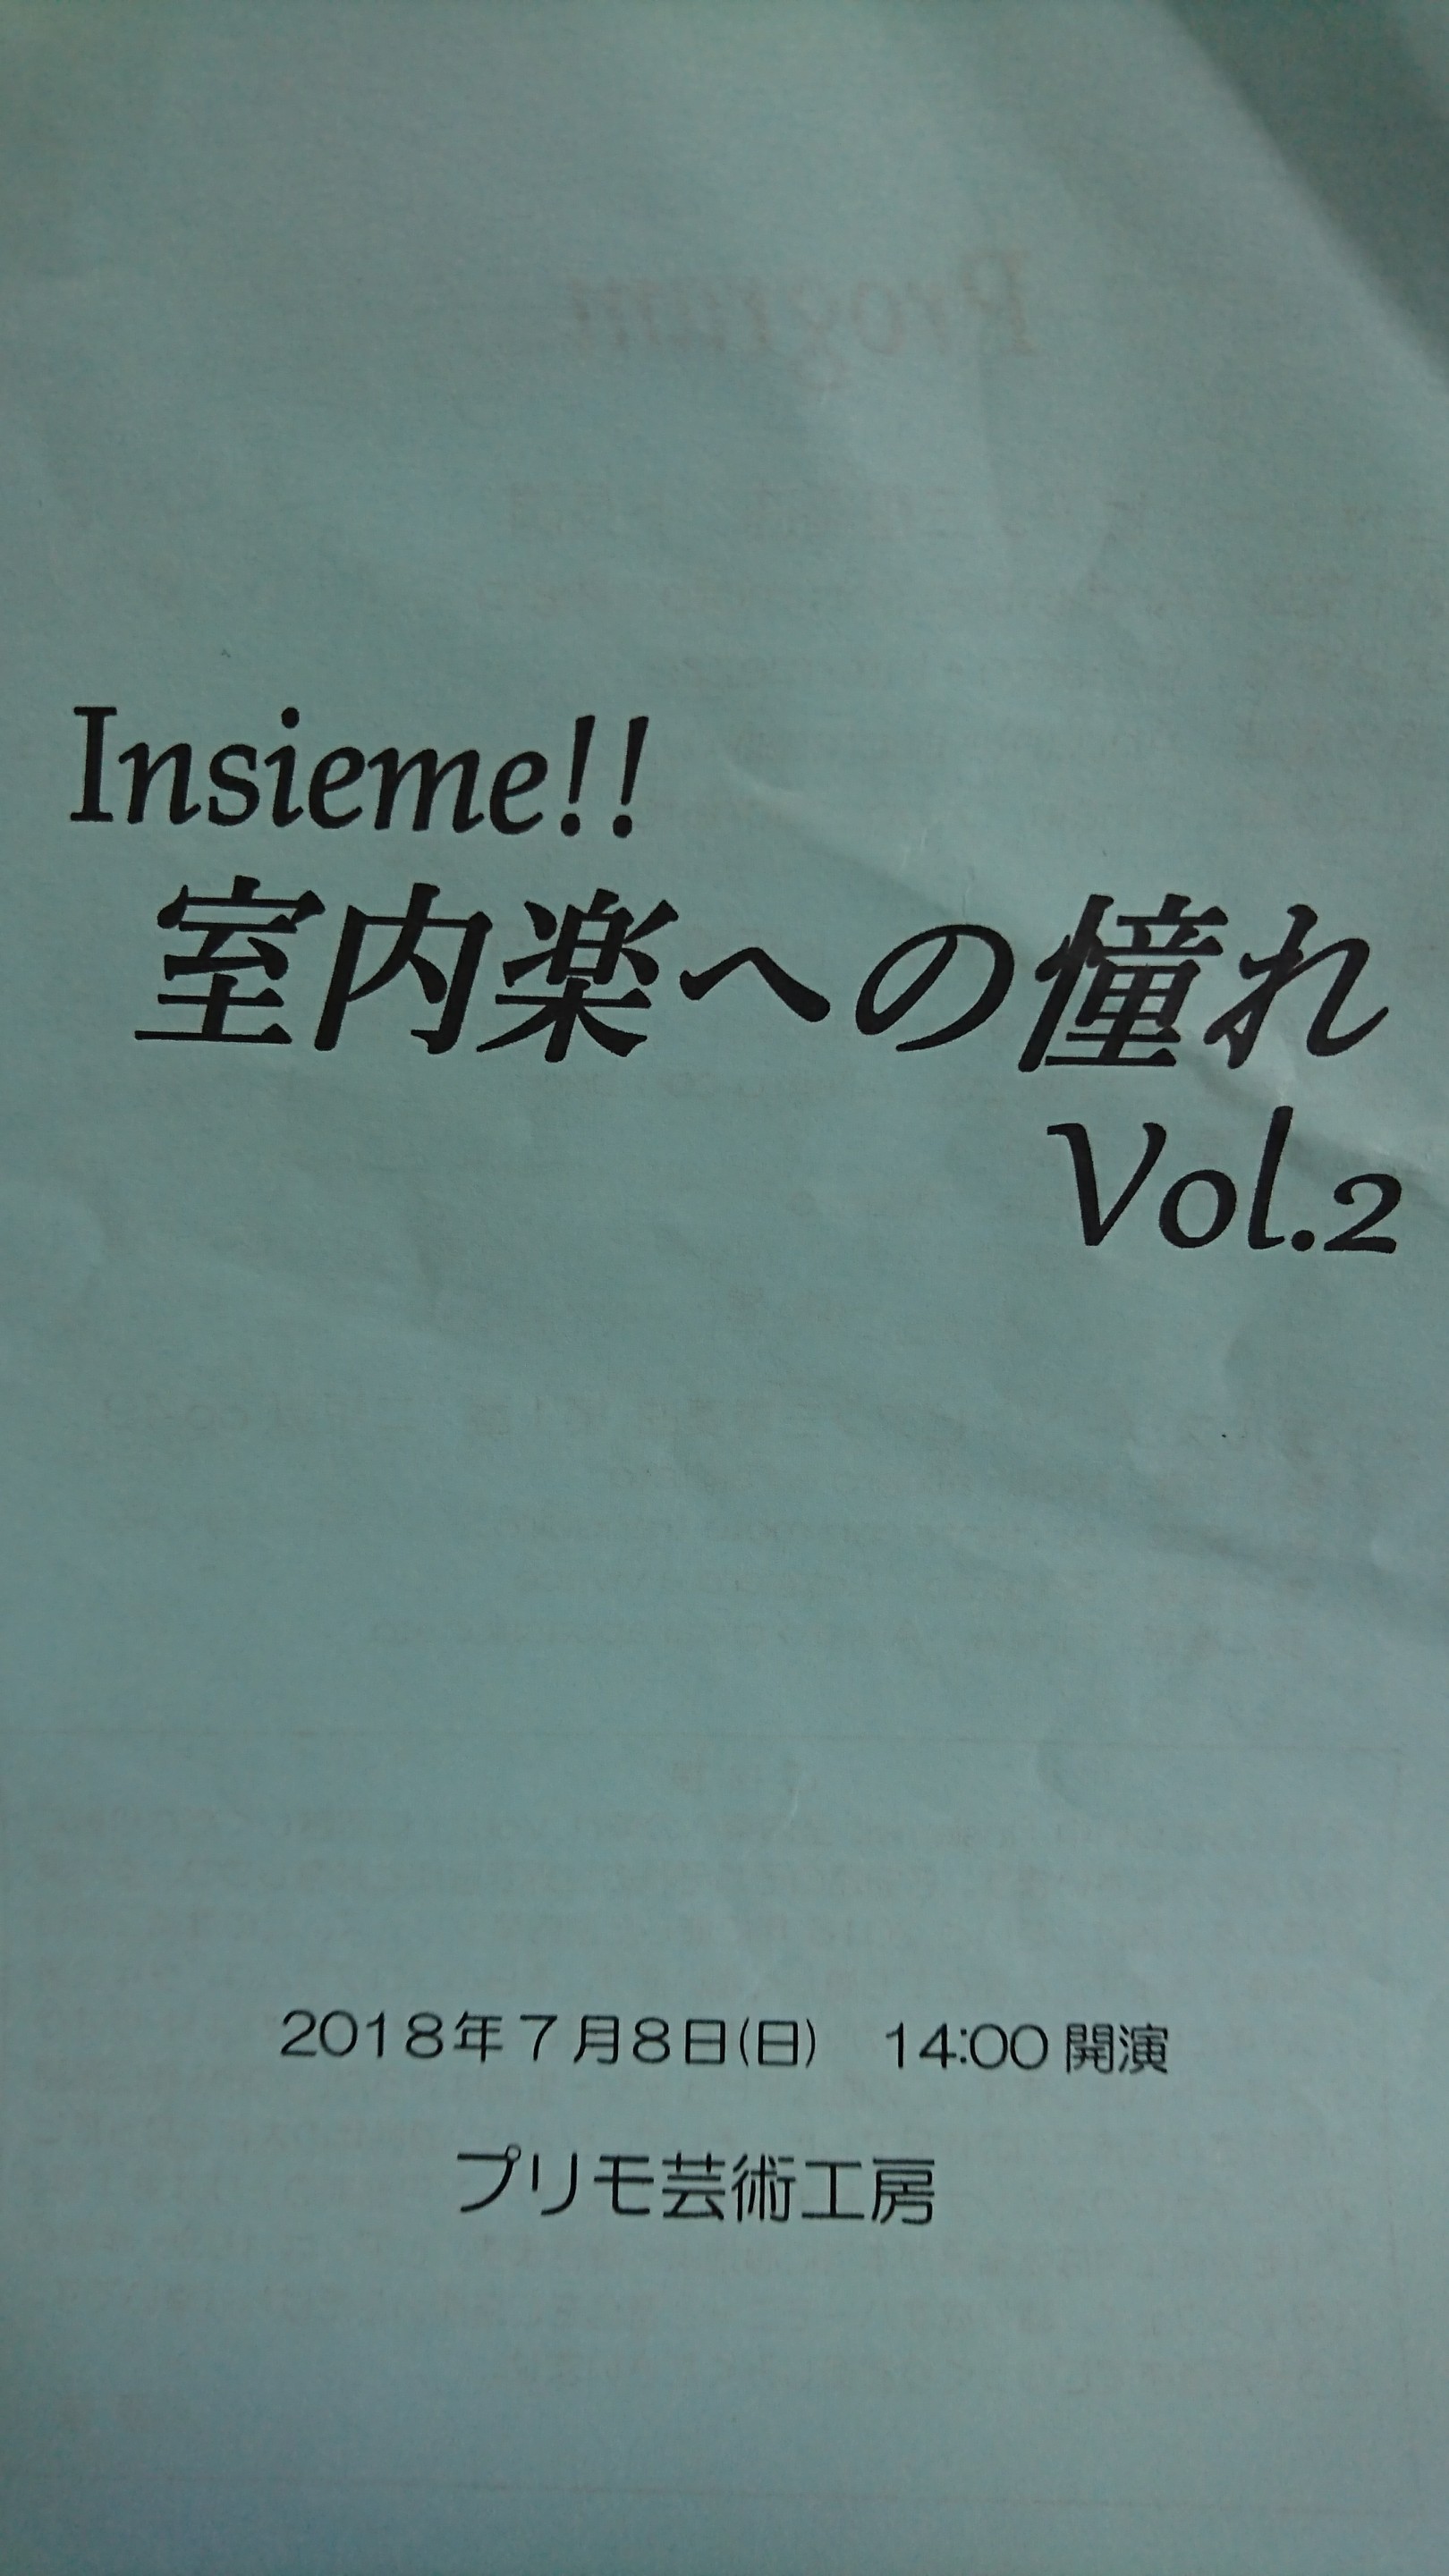 Insieme!!
室内楽への憧れ
Vol.2
2018年7月8日(日) 14:00 開演
プリモ芸術工房